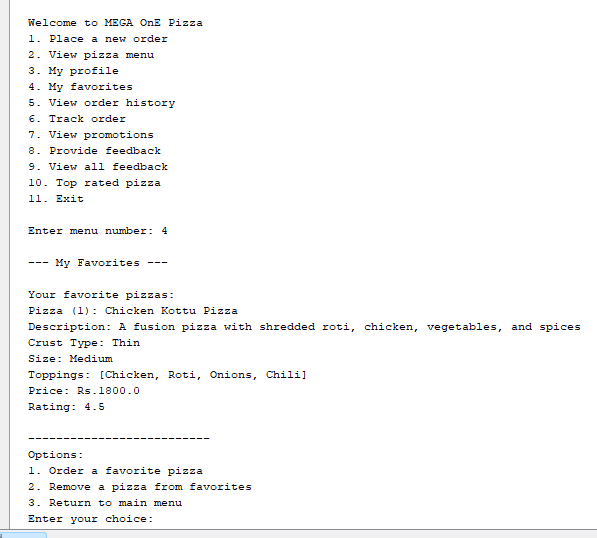 Welcome to MEGA OnE Pizza
1. Place a new order
2. View pizza menu
3. My profile
4. My favorites
5. View order history
6. Track order
7. View promotions
8. Provide feedback
9. View all feedback
10. Top rated pizza
11. Exit
Enter menu number: 4
--- My Favorites ---
Your favorite pizzas:
Pizza (1): Chicken Kottu Pizza
Description: A fusion pizza with shredded roti, chicken, vegetables, and spices
Crust Type: Thin
Size: Medium
Toppings: [Chicken, Roti, Onions, Chili]
Price: Rs.1800.0
Rating: 4.5
--------------------------
Options:
1. Order a favorite pizza
2. Remove a pizza from favorites
3. Return to main menu
Enter your choice: